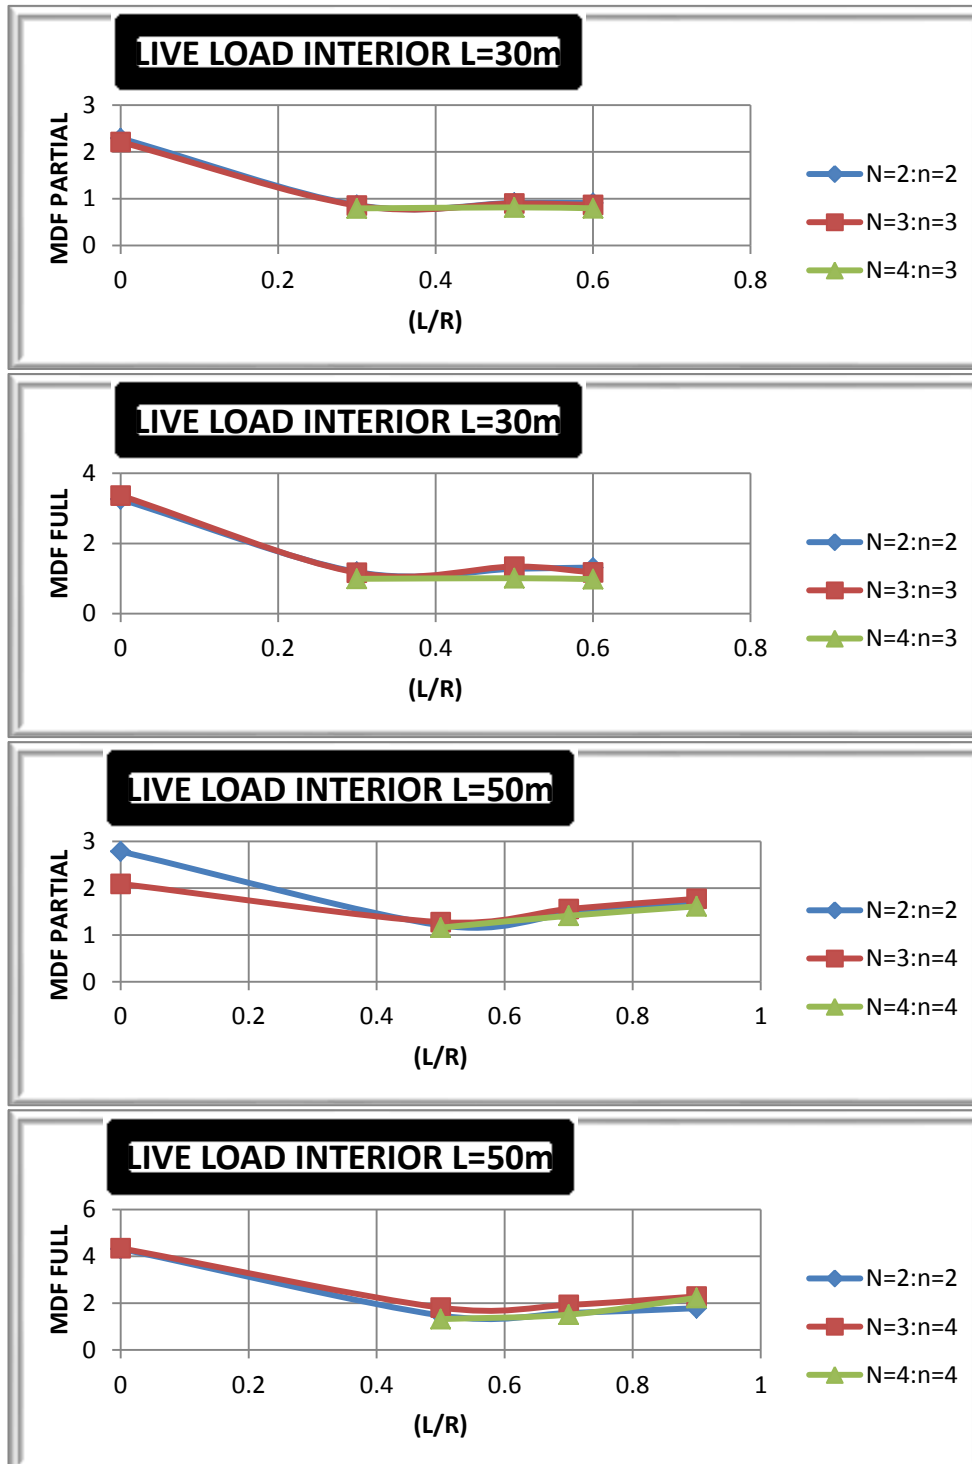 LIVE LOAD INTERIOR L=30m
MDF PARTIAL
3
2
1
0
0 0.2 0.4 0.6 0.8
(L/R)
N=2:n=2
N=3:n=3
N=4:n=3
LIVE LOAD INTERIOR L=30m
MDF FULL
4
2
0
0 0.2 0.4 0.6 0.8
(L/R)
N=2:n=2
N=3:n=3
N=4:n=3
LIVE LOAD INTERIOR L=50m
MDF PARTIAL
3
2
1
0
0 0.2 0.4 0.6 0.8 1
(L/R)
N=2:n=2
N=3:n=4
N=4:n=4
LIVE LOAD INTERIOR L=50m
MDF FULL
6
4
2
0
0 0.2 0.4 0.6 0.8 1
(L/R)
N=2:n=2
N=3:n=4
N=4:n=4